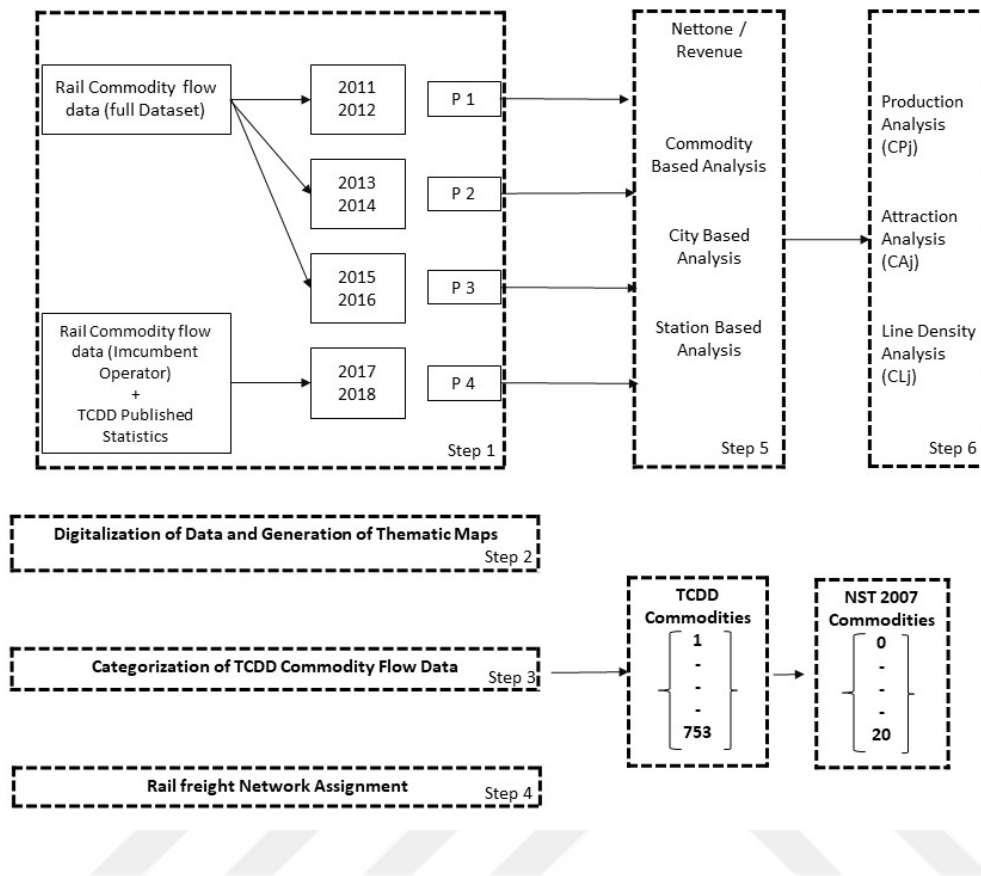 Rail Commodity flow
data (full Dataset)
Rail Commodity flow
data (Imcumbent
Operator)
+
TCDD Published
Statistics
2011
2012
2013
2014
2015
2016
2017
2018
P 1
P 2
P 3
P 4
Step 1
Nettone /
Revenue
Commodity
Based Analysis
City Based
Analysis
Station Based
Analysis
Step 5
Production
Analysis
(CPj)
Attraction
Analysis
(CAj)
Line Density
Analysis
(CLj)
Step 6
Digitalization of Data and Generation of Thematic Maps
Step 2
Categorization of TCDD Commodity Flow Data
Step 3
TCDD
Commodities
1
-
-
-
753
NST 2007
Commodities
0
-
-
-
20
Rail freight Network Assignment
Step 4